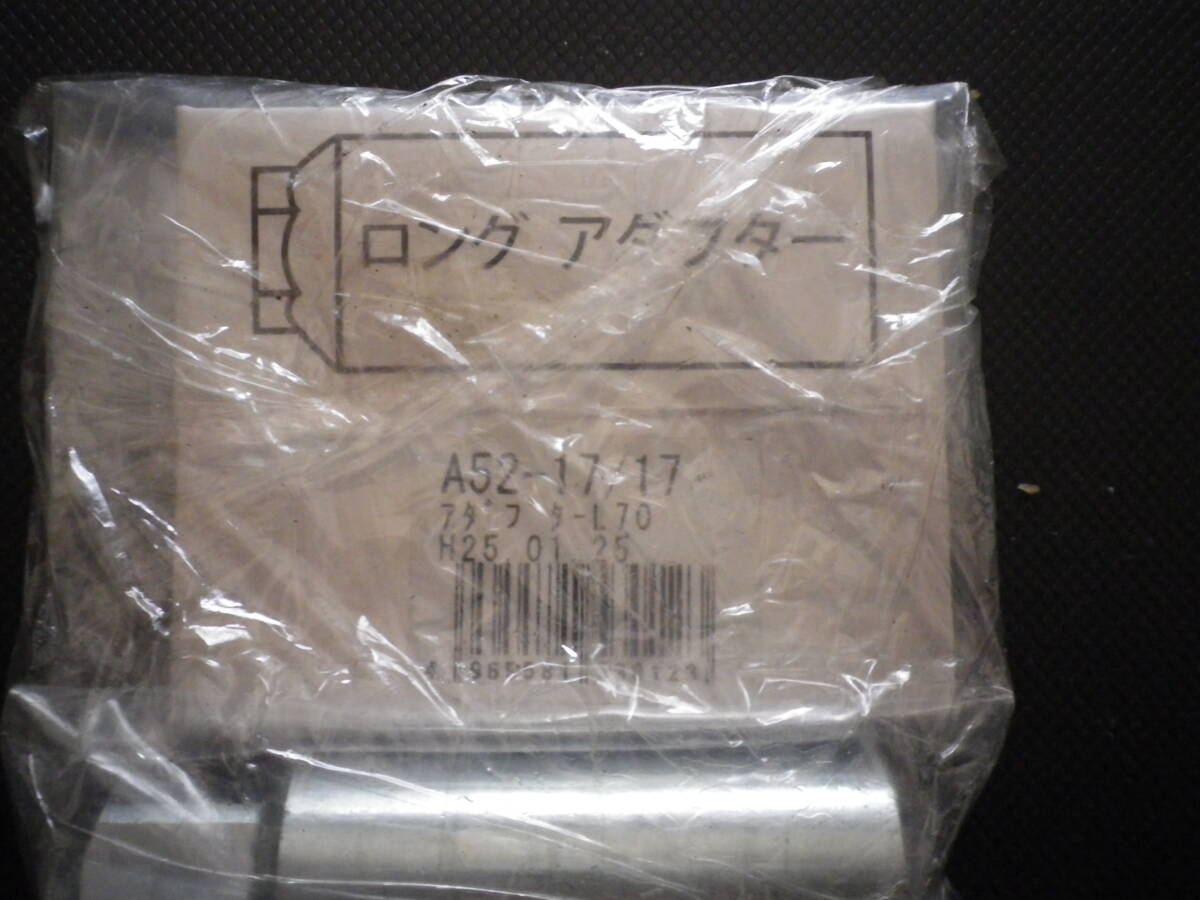 ロング アダプター
A52-17/17
ｱﾀﾞﾌﾟﾀｰL70
H25.01.25